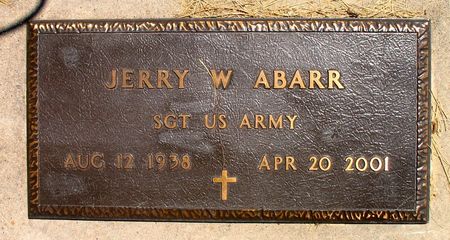 JERRY W ABARR
SGT US ARMY
AUG 12 1938 APR 20 2001